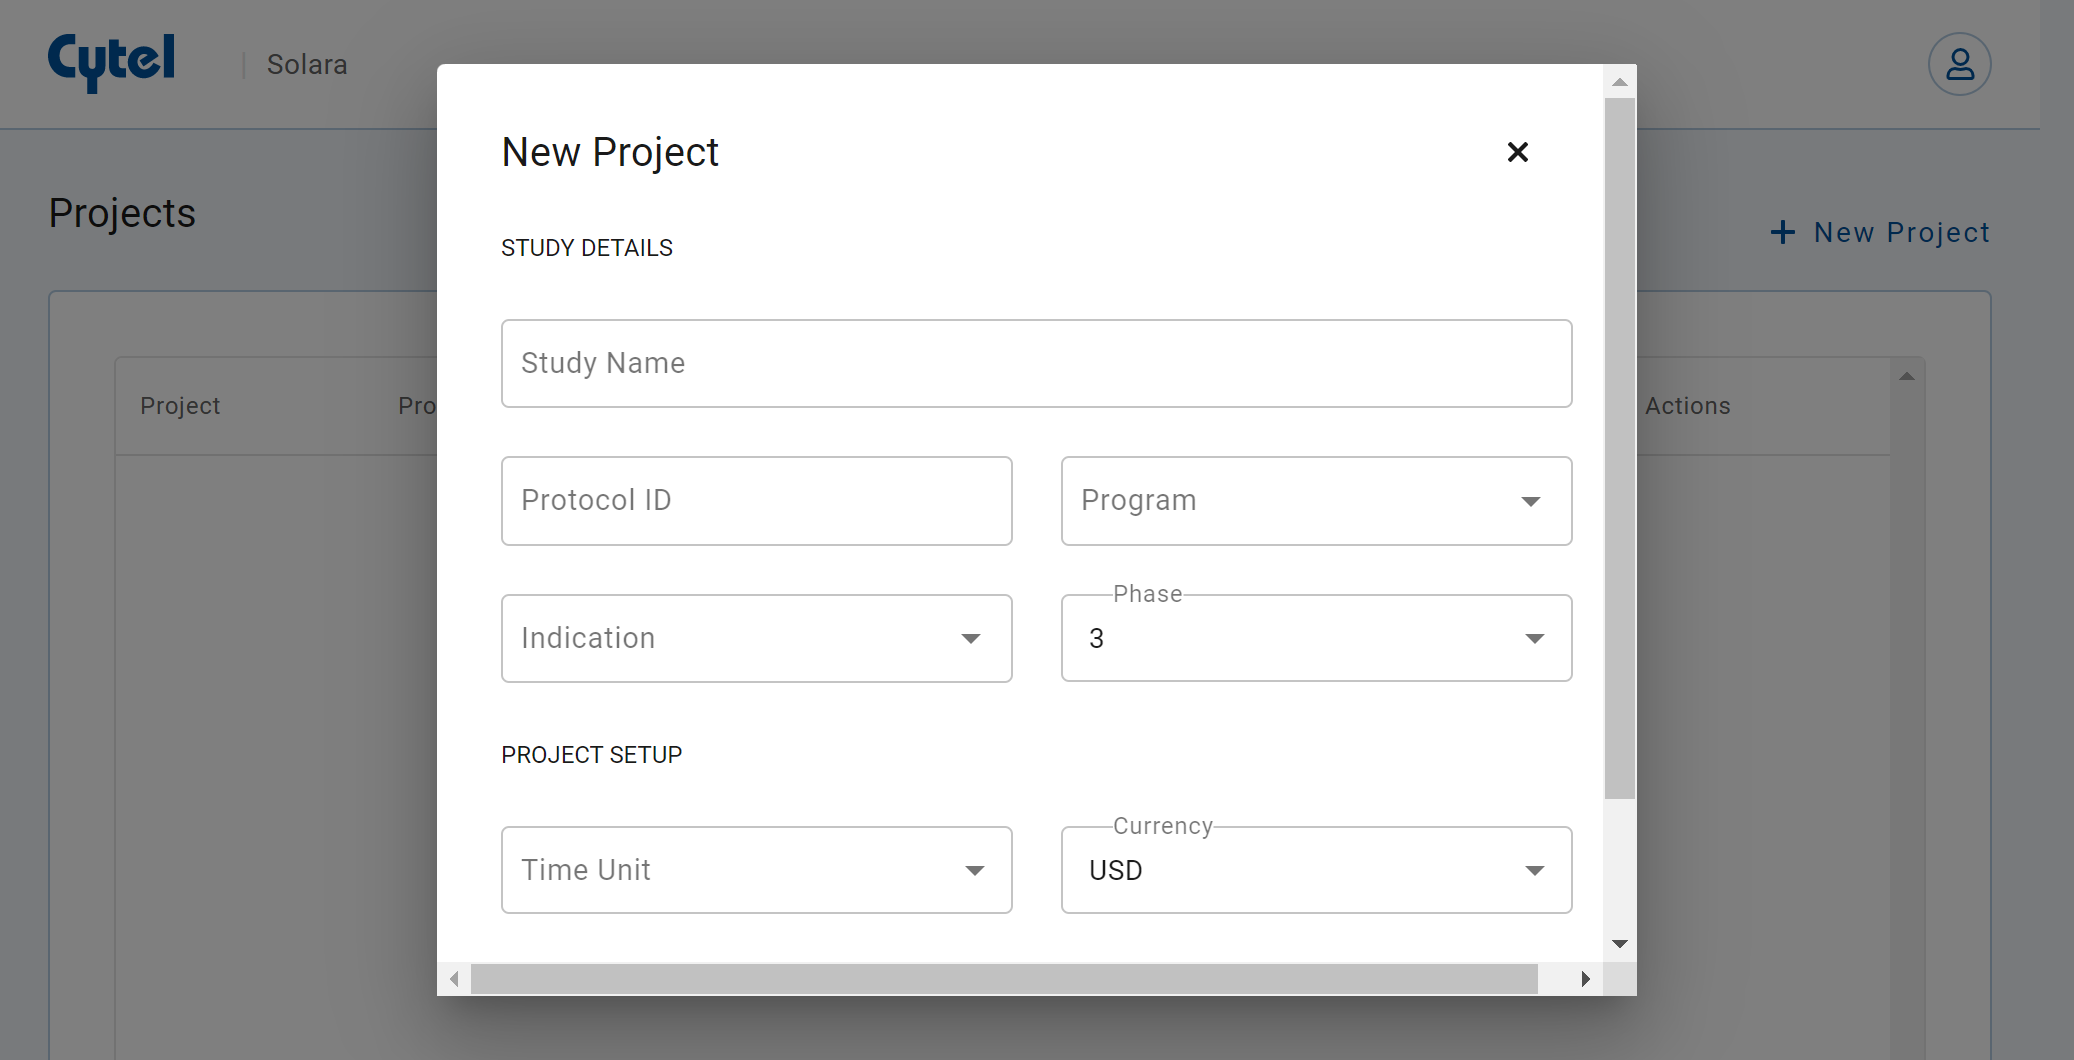 Cytel | Solara
New Project
Projects
+ New Project
STUDY DETAILS
Study Name
Project Pro Actions
Protocol ID Program
Phase
Indication 3
PROJECT SETUP
Currency
Time Unit USD